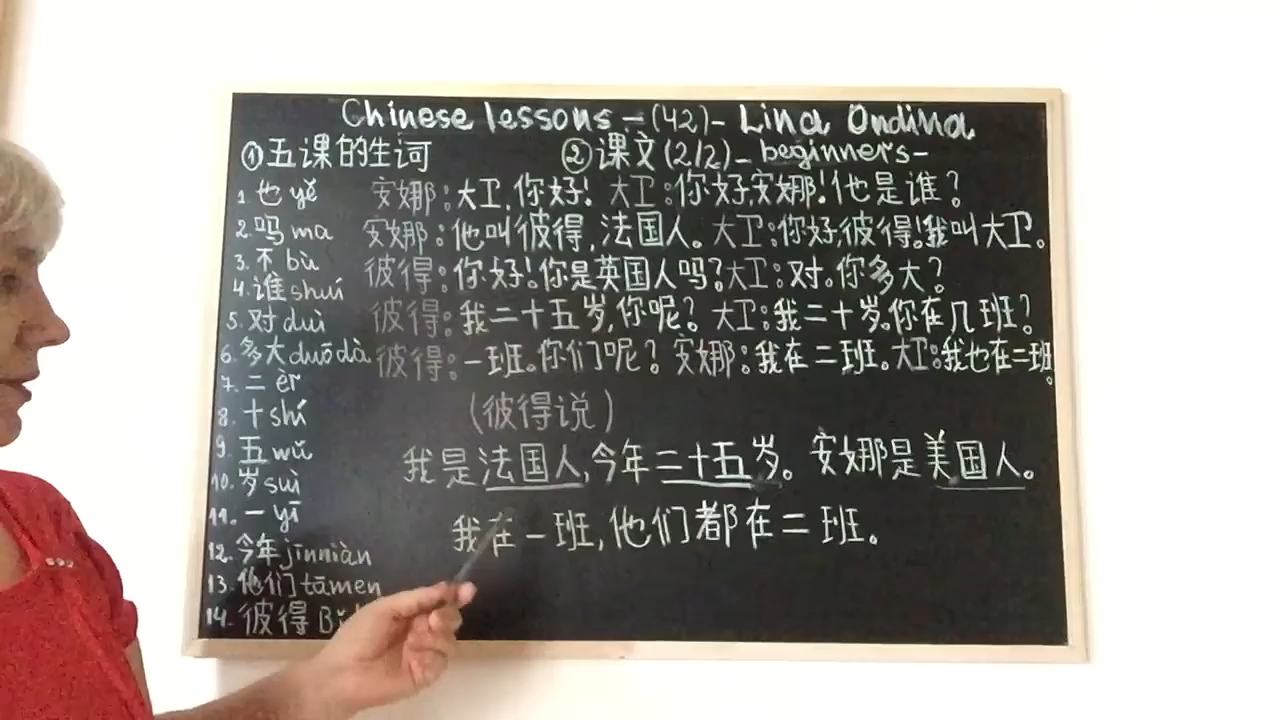 Chinese lessons - (42) - Lina Ondina
①五课的生词
②课文(2/2)-beginners-
1. 也 yě
2. 吗 ma
3. 不 bù
4. 谁 shuí
5. 对 duì
6. 多大 duōdà
7. 二 èr
8. 十 shí
9. 五 wǔ
10. 岁 suì
11. 一 yī
12. 今年 jīnniàn
13. 他们 tāmen
14. 彼得 Bǐ
安娜:大卫,你好! 大卫:你好,安娜!他是谁?
安娜:他叫彼得,法国人。大卫:你好,彼得!我叫大卫。
彼得:你好!你是英国人吗?大卫:对。你多大?
彼得:我二十五岁,你呢?大卫:我二十岁。你在几班?
彼得:一班。你们呢?安娜:我在二班。大卫:我也在二班。
(彼得说)
我是法国人,今年二十五岁。安娜是美国人。
我在一班,他们都在二班。